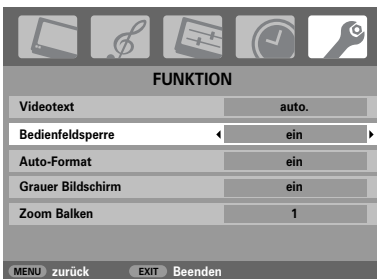 FUNKTION
Videotext auto.
Bedienfeldsperre ein
Auto-Format ein
Grauer Bildschirm ein
Zoom Balken 1
MENU zurück EXIT Beenden